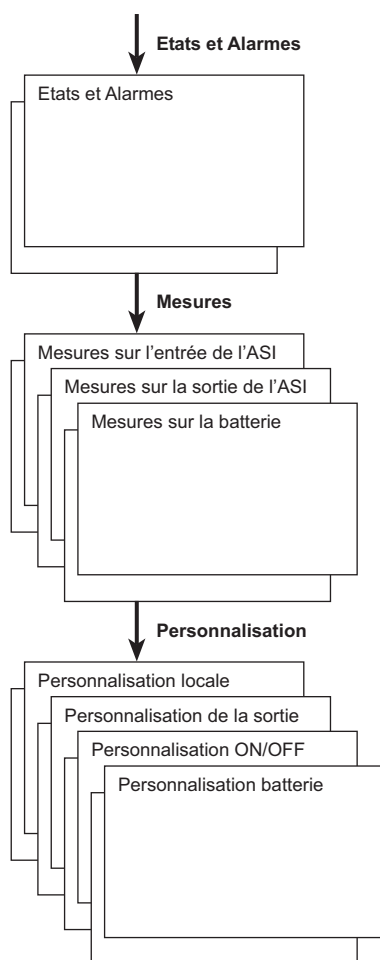 Etats et Alarmes
Etats et Alarmes
Mesures
Mesures sur l’entrée de l’ASI
Mesures sur la sortie de l’ASI
Mesures sur la batterie
Personnalisation
Personnalisation locale
Personnalisation de la sortie
Personnalisation ON/OFF
Personnalisation batterie